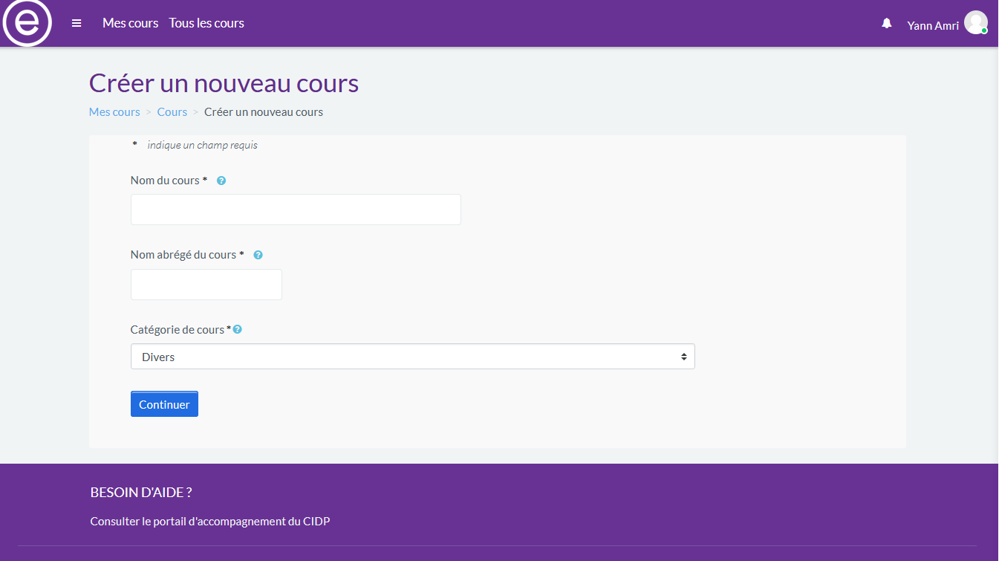 e
Mes cours Tous les cours Yann Amri
Créer un nouveau cours
Mes cours > Cours > Créer un nouveau cours
* indique un champ requis
Nom du cours * ?
Nom abrégé du cours * ?
Catégorie de cours * ?
Divers
Continuer
BESOIN D'AIDE ?
Consulter le portail d'accompagnement du CIDP